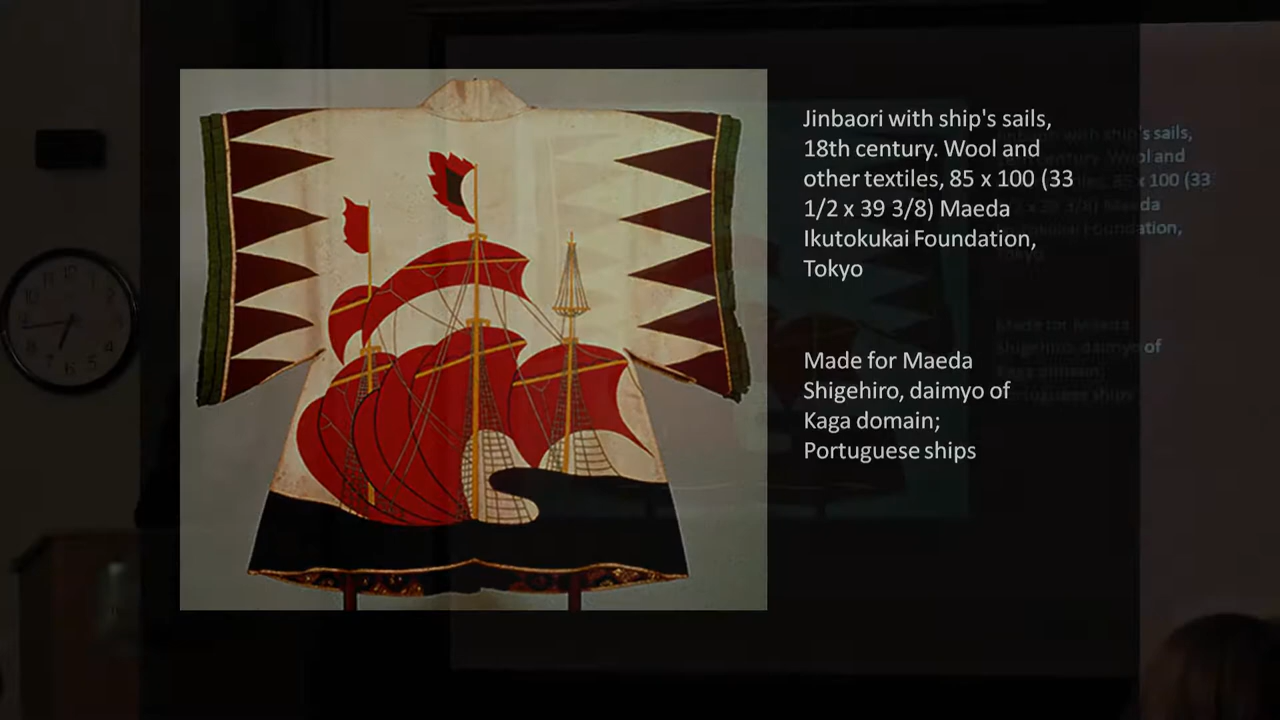 Jinbaori with ship's sails,
18th century. Wool and
other textiles, 85 x 100 (33
1/2 x 39 3/8) Maeda
Ikutokukai Foundation,
Tokyo
Made for Maeda
Shigehiro, daimyo of
Kaga domain;
Portuguese ships